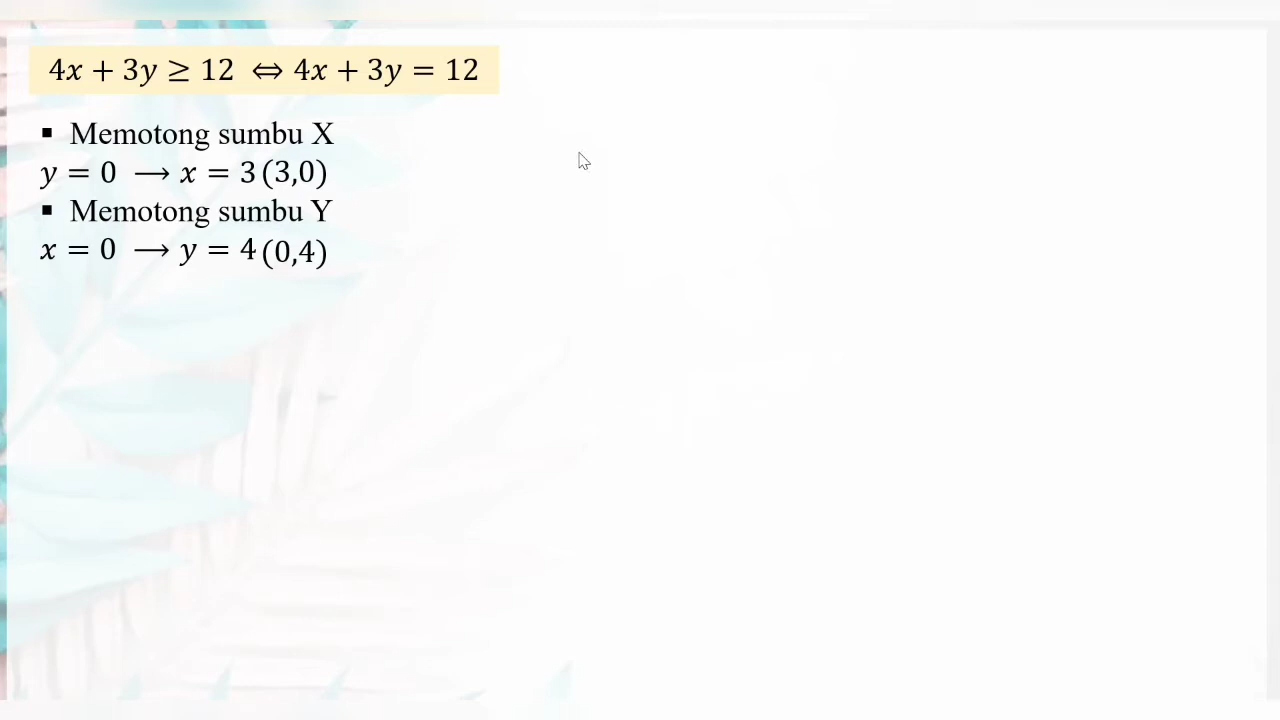 4x + 3y ≥ 12 ⇔ 4x + 3y = 12
▪ Memotong sumbu X
y = 0 ⟶ x = 3 (3,0)
▪ Memotong sumbu Y
x = 0 ⟶ y = 4 (0,4)